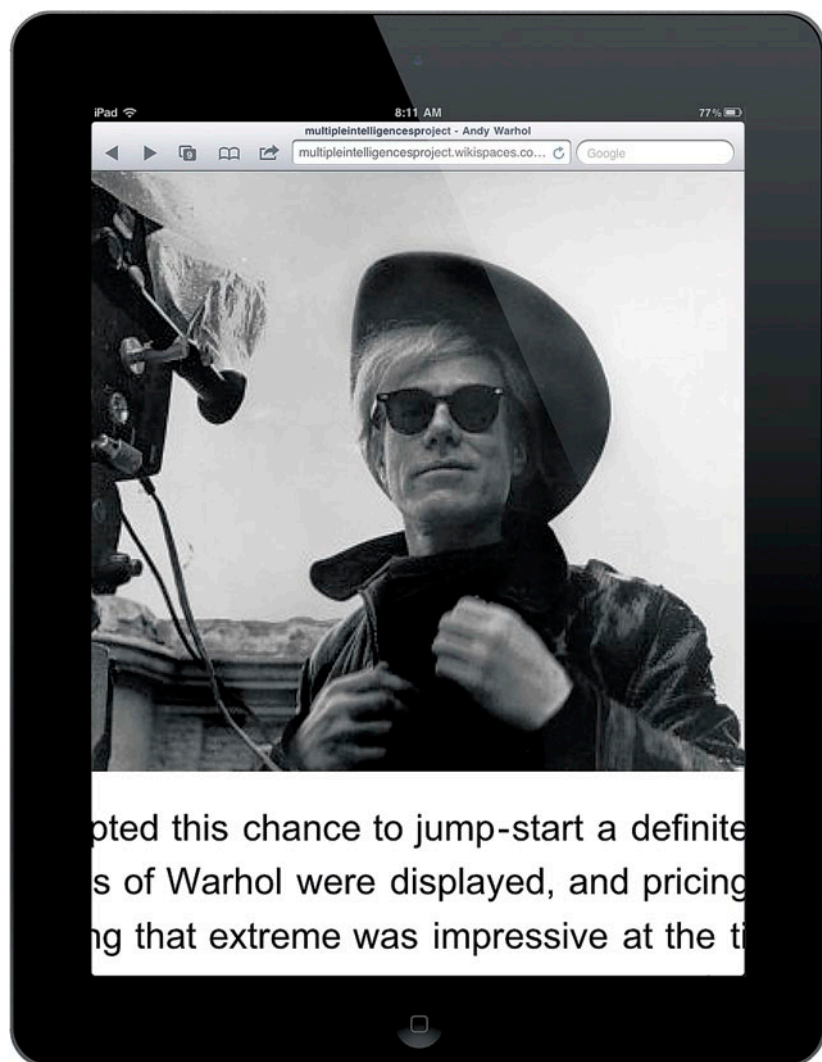 iPad 8:11 AM 77%
multipleintelligencesproject - Andy Warhol
9 multipleintelligencesproject.wikispaces.co... Google
pted this chance to jump-start a definite
s of Warhol were displayed, and pricing
ng that extreme was impressive at the ti